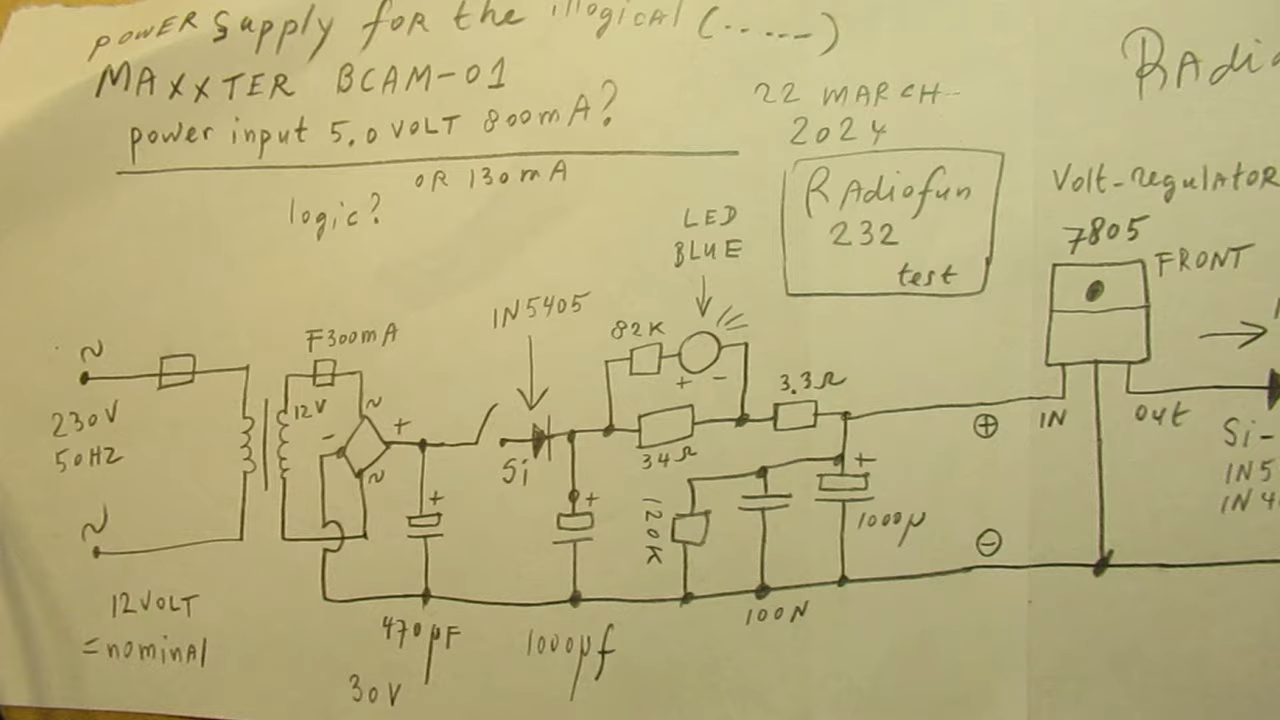 POWER Supply foR the illogicAl (......)
MAXXTER BCAM-01
power input 5.0 VOLT 800mA?
OR 130mA
logic?
22 MARCH
2024
RAdiofun
232
test
Volt-regulAtoR
7805
FRONT
LED
BLUE
1N5405
82K
F300mA
~
230V
50HZ
~
12V
~
-
+
~
Si
+
+
+ -
34Ω
3.3Ω
120K
+
1000µ
100N
⊕
⊖
IN
OUt
Si-
1N5
1N4
12VOLT
=nominAl
470µF
30V
1000µf